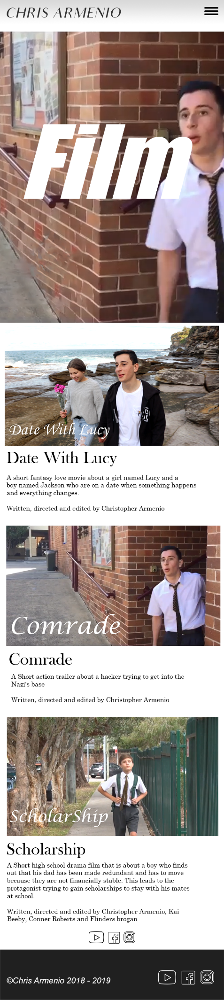 CHRIS ARMENIO
Film
Date With Lucy
Date With Lucy
A short fantasy love movie about a girl named Lucy and a
boy named Jackson who are on a date when something happens
and everything changes.
Written, directed and edited by Christopher Armenio
Comrade
Comrade
A Short action trailer about a hacker trying to get into the
Nazi's base
Written, directed and edited by Christopher Armenio
ScholarShip
Scholarship
A Short high school drama film that is about a boy who finds
out that his dad has been made redundant and has to move
because they are not financially stable. This leads to the
protagonist trying to gain scholarships to stay with his mates
at school.
Written, directed and edited by Christopher Armenio, Kai
Beeby, Conner Roberts and Flinders brogan
©Chris Armenio 2018 - 2019